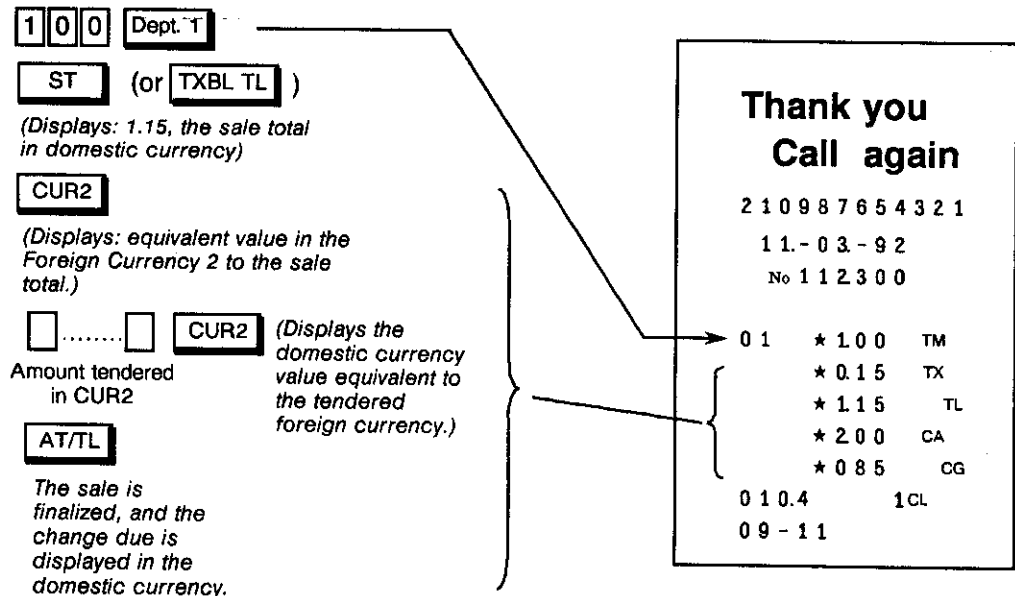 1 0 0 Dept. 1
ST (or TXBL TL )
(Displays: 1.15, the sale total
in domestic currency)
CUR2
(Displays: equivalent value in the
Foreign Currency 2 to the sale
total.)
........ CUR2
Amount tendered
in CUR2
(Displays the
domestic currency
value equivalent to
the tendered
foreign currency.)
AT/TL
The sale is
finalized, and the
change due is
displayed in the
domestic currency.
Thank you
Call again
2 1 0 9 8 7 6 5 4 3 2 1
1 1.- 0 3.- 9 2
No 1 1 2.3 0 0
0 1 ★ 1.0 0 TM
★ 0.1 5 TX
★ 1.1 5 TL
★ 2.0 0 CA
★ 0 8 5 CG
0 1 0.4 1 CL
0 9 - 1 1